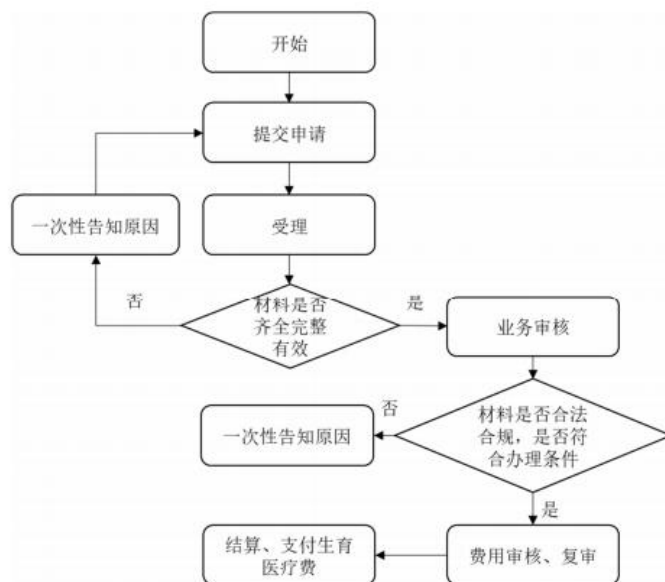 开始
提交申请
一次性告知原因
受理
否
材料是否
齐全完整
有效
是
业务审核
一次性告知原因
否
材料是否合法
合规，是否符
合办理条件
是
结算、支付生育
医疗费
费用审核、复审